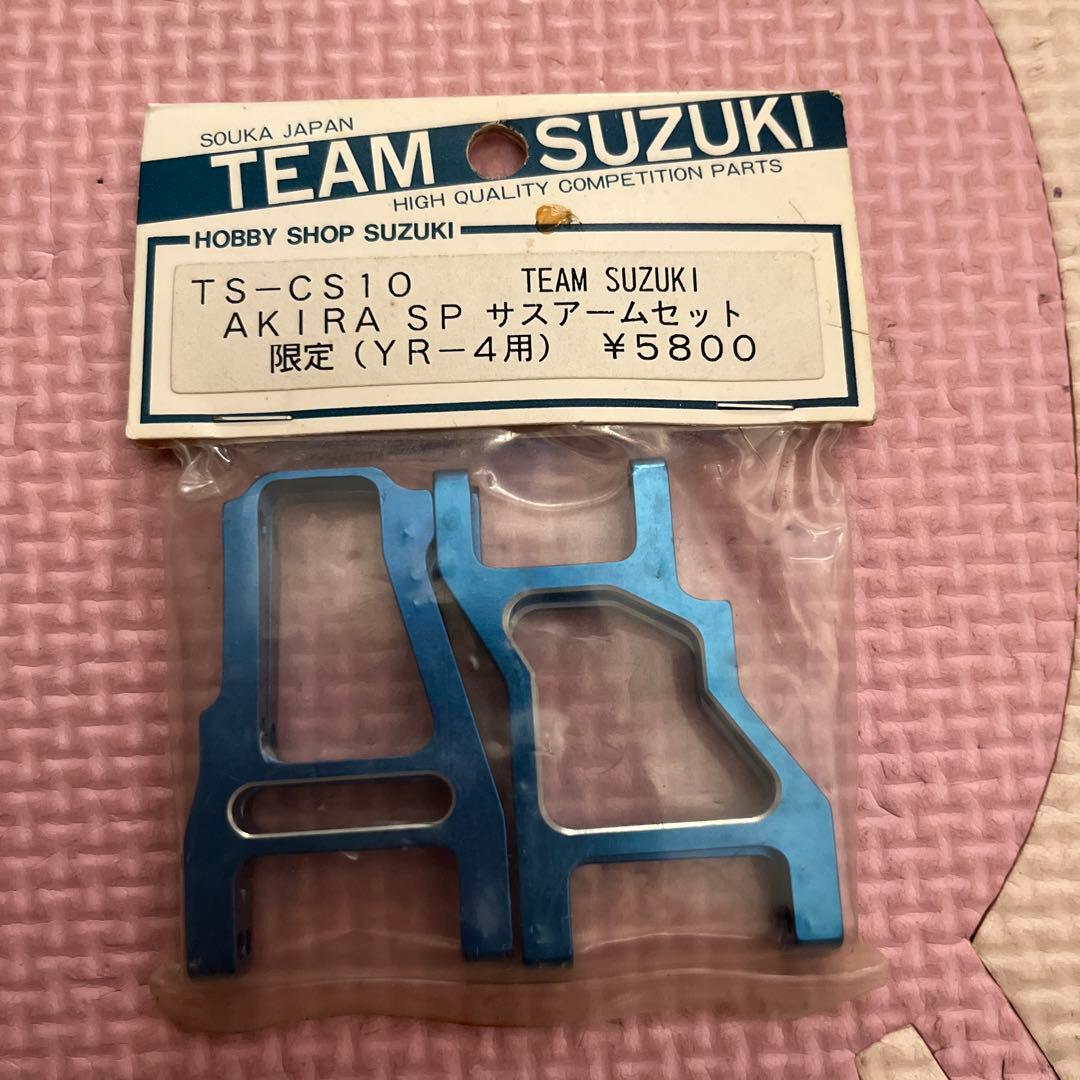 SOUKA JAPAN
TEAM SUZUKI
HIGH QUALITY COMPETITION PARTS
HOBBY SHOP SUZUKI
TS-CS10 TEAM SUZUKI
AKIRA SP サスアームセット
限定(YR-4用) ¥5800